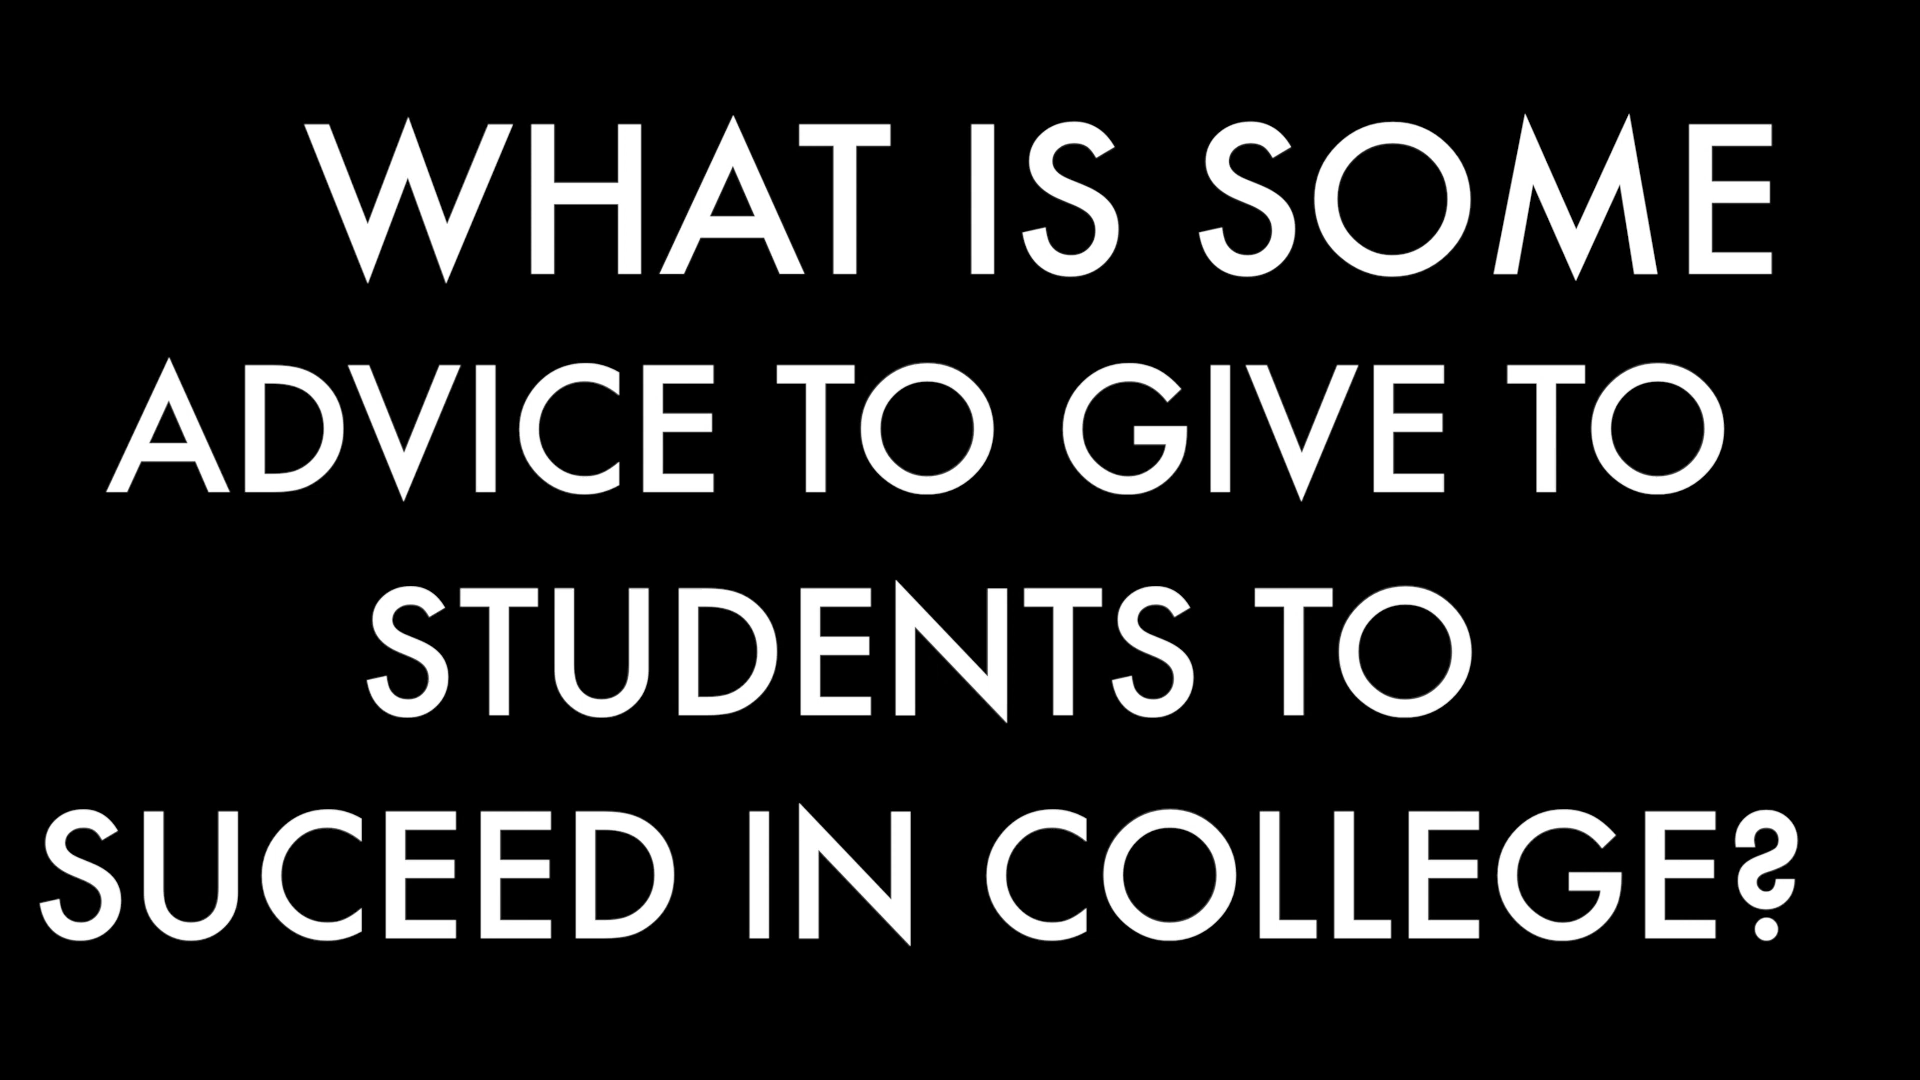 WHAT IS SOME
ADVICE TO GIVE TO
STUDENTS TO
SUCEED IN COLLEGE?